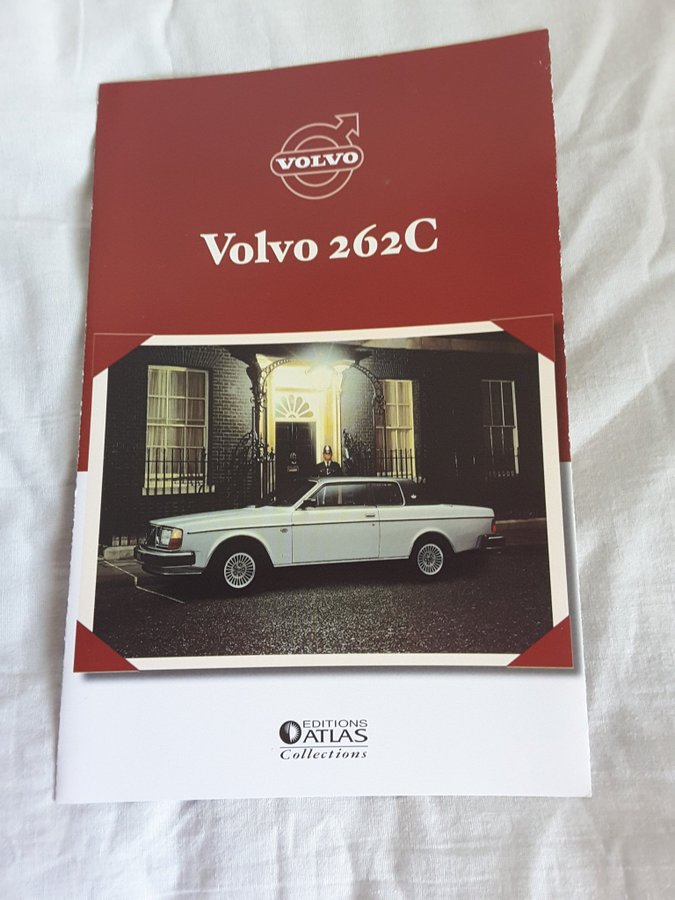 VOLVO
Volvo 262C
EDITIONS
ATLAS
Collections